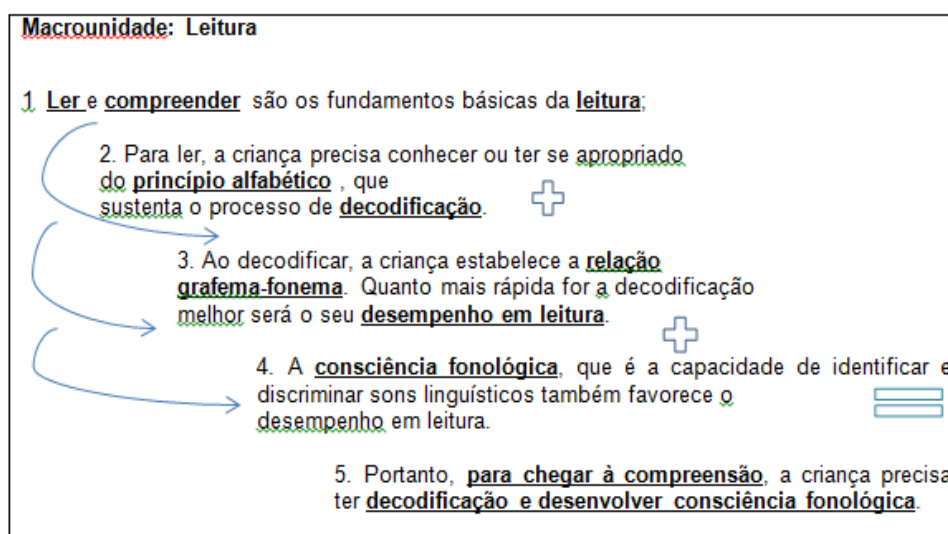 Macrounidade: Leitura
1 Ler e compreender são os fundamentos básicas da leitura;
2. Para ler, a criança precisa conhecer ou ter se apropriado
do princípio alfabético , que
sustenta o processo de decodificação.
3. Ao decodificar, a criança estabelece a relação
grafema-fonema. Quanto mais rápida for a decodificação
melhor será o seu desempenho em leitura.
4. A consciência fonológica, que é a capacidade de identificar e
discriminar sons linguísticos também favorece o
desempenho em leitura.
5. Portanto, para chegar à compreensão, a criança precisa
ter decodificação e desenvolver consciência fonológica.